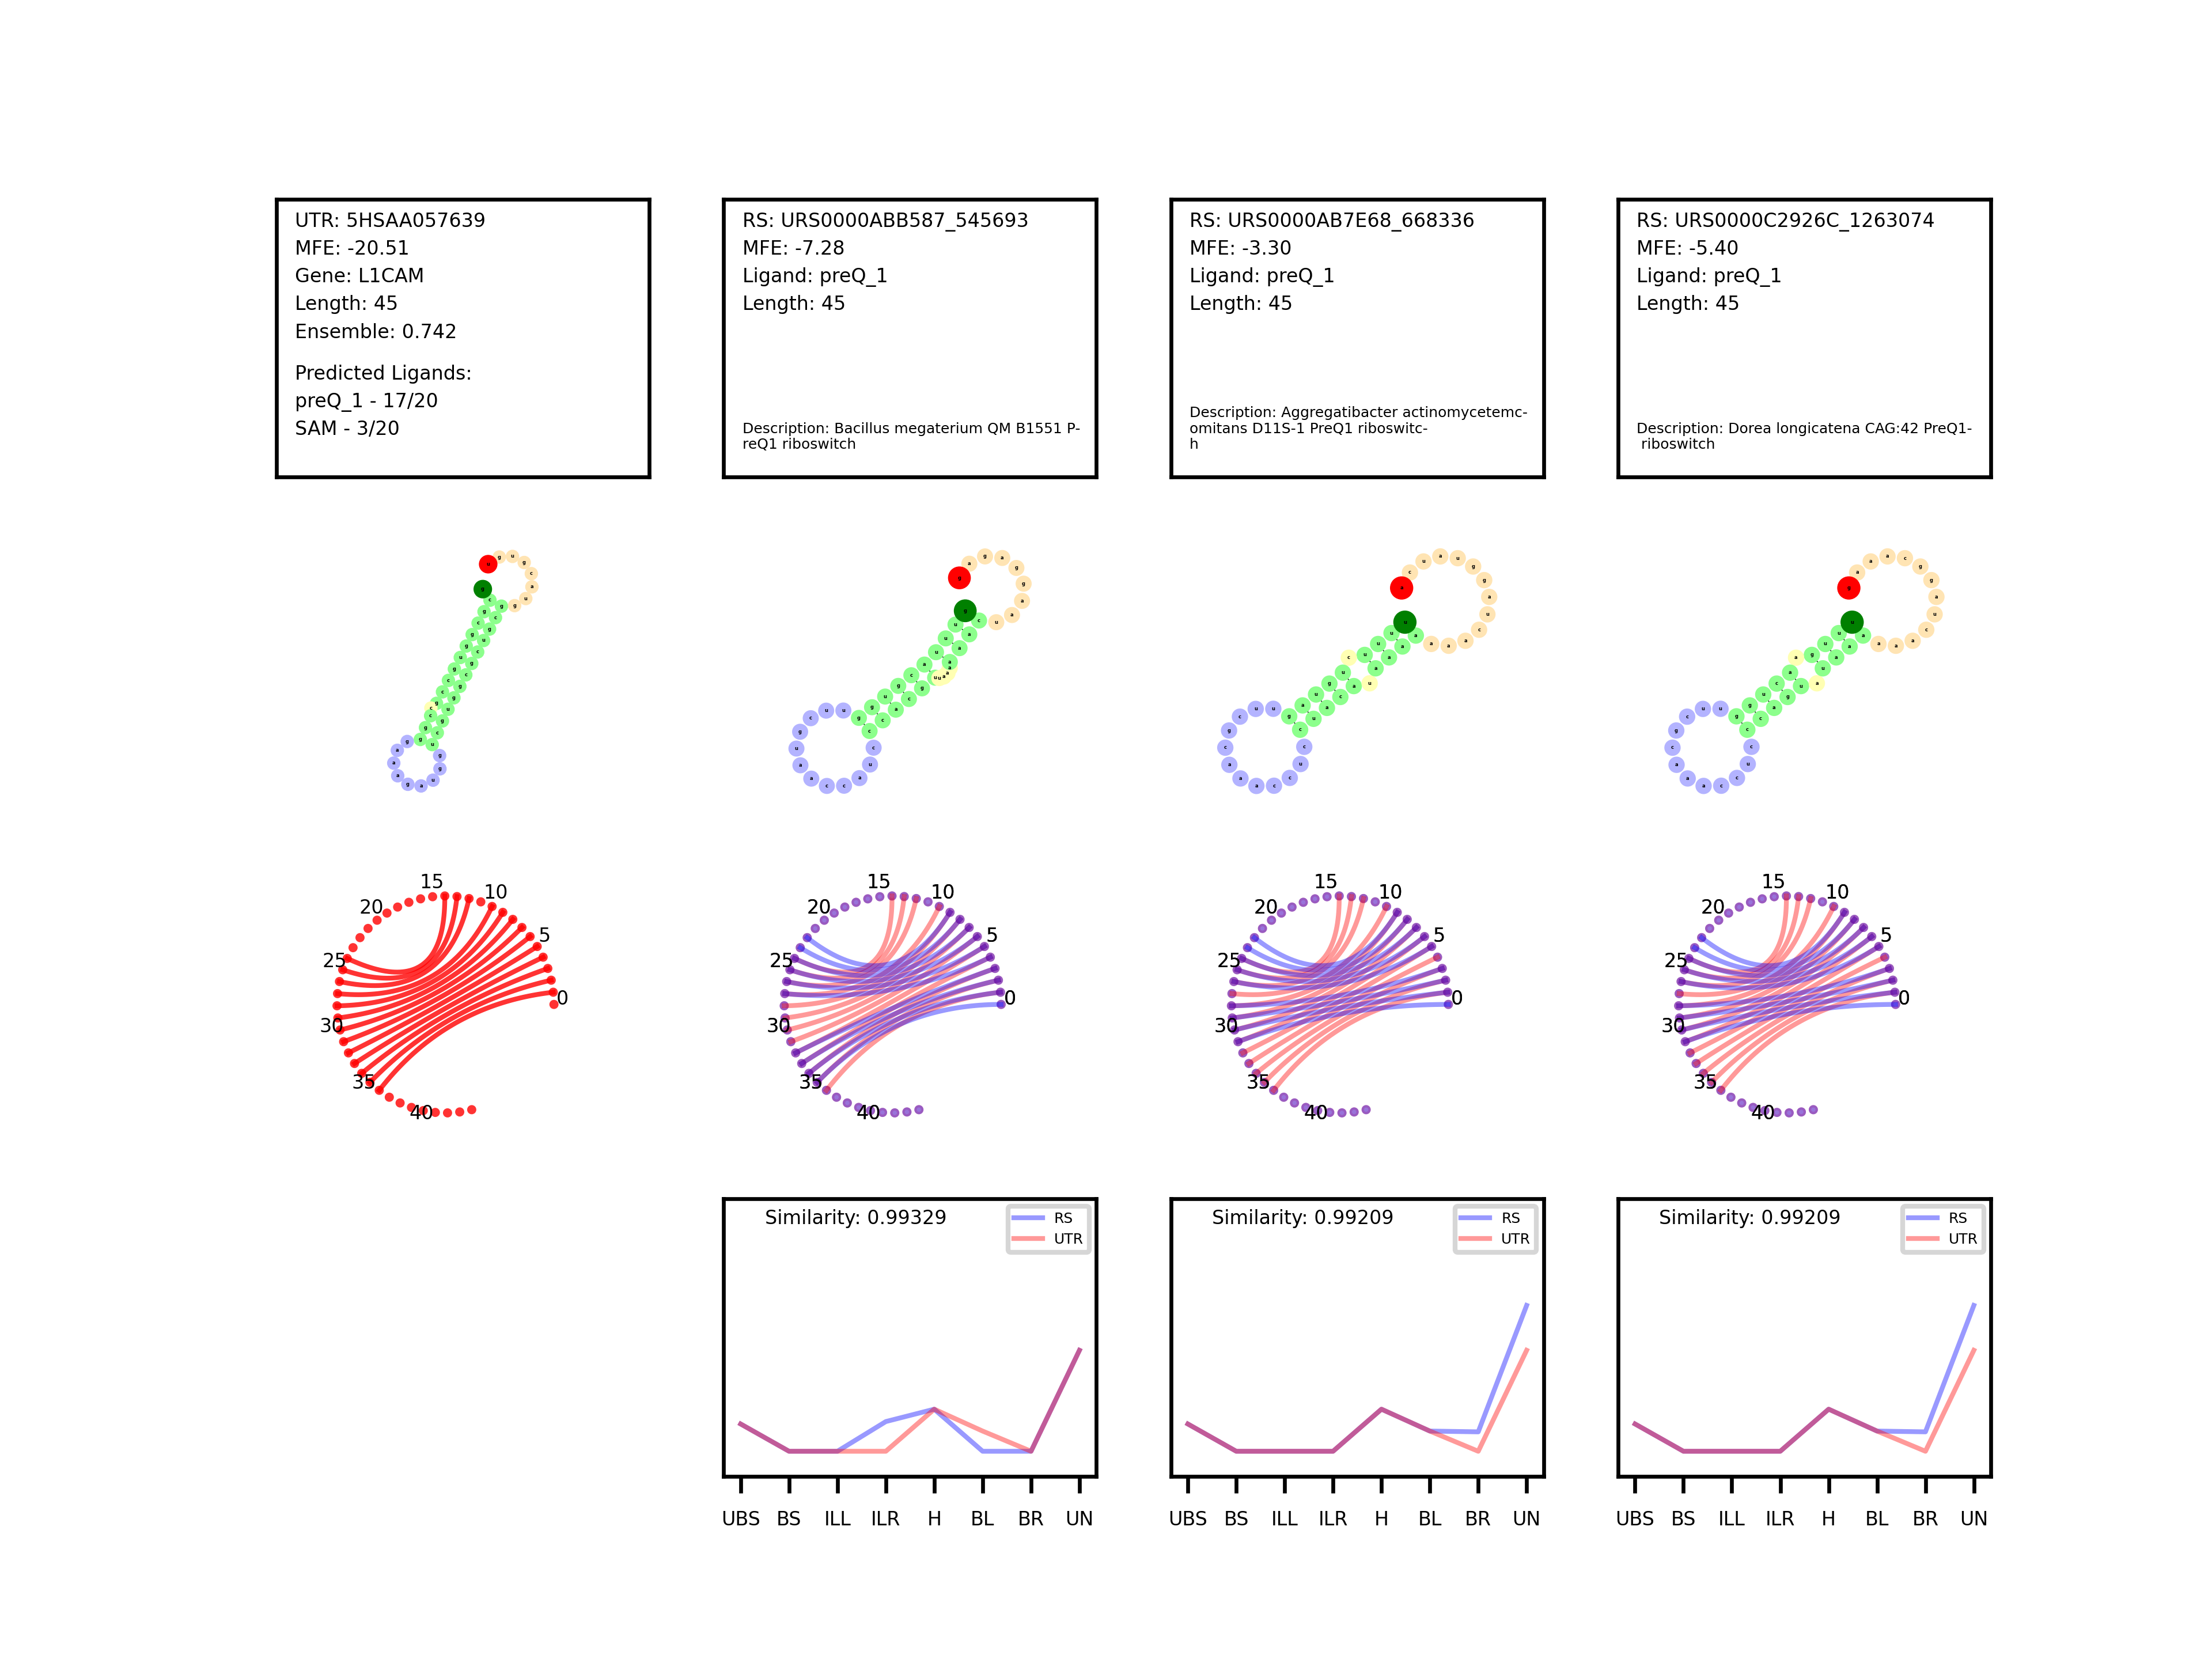 UTR: 5HSAA057639
MFE: -20.51
Gene: L1CAM
Length: 45
Ensemble: 0.742
Predicted Ligands:
preQ_1 - 17/20
SAM - 3/20
RS: URS0000ABB587_545693
MFE: -7.28
Ligand: preQ_1
Length: 45
Description: Bacillus megaterium QM B1551 P-
reQ1 riboswitch
RS: URS0000AB7E68_668336
MFE: -3.30
Ligand: preQ_1
Length: 45
Description: Aggregatibacter actinomycetemc-
omitans D11S-1 PreQ1 riboswitc-
h
RS: URS0000C2926C_1263074
MFE: -5.40
Ligand: preQ_1
Length: 45
Description: Dorea longicatena CAG:42 PreQ1-
riboswitch
0
5
10
15
20
25
30
35
40
0
5
10
15
20
25
30
35
40
0
5
10
15
20
25
30
35
40
0
5
10
15
20
25
30
35
40
Similarity: 0.99329
RS
UTR
UBS BS ILL ILR H BL BR UN
Similarity: 0.99209
RS
UTR
UBS BS ILL ILR H BL BR UN
Similarity: 0.99209
RS
UTR
UBS BS ILL ILR H BL BR UN